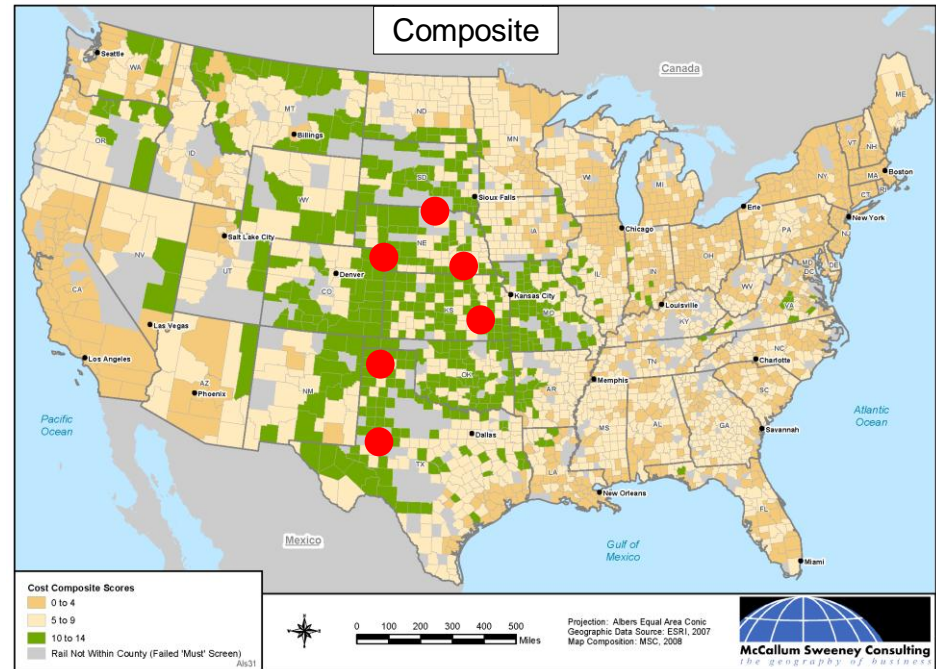 Composite
Canada
Seattle
WA
MT
ND
MN
ME
Billings
OR
ID
SD
WI
MI
VT
NH
NY
MA
Boston
CT
RI
WY
Sioux Falls
Erie
New York
IA
PA
NJ
Salt Lake City
NE
Chicago
OH
MD
DE
DC
NV
UT
Denver
IL
IN
WV
CO
Kansas City
VA
CA
KS
MO
Louisville
KY
Las Vegas
NC
Los Angeles
TN
Charlotte
AZ
OK
AR
Memphis
SC
Phoenix
NM
Pacific
Ocean
Atlantic
Ocean
Dallas
MS
AL
GA
Savannah
TX
LA
New Orleans
FL
Mexico
Gulf of
Mexico
Miami
Cost Composite Scores
0 to 4
5 to 9
10 to 14
Rail Not Within County (Failed 'Must' Screen)
Als31
0 100 200 300 400 500
Miles
Projection: Albers Equal Area Conic
Geographic Data Source: ESRI, 2007
Map Composition: MSC, 2008
McCallum Sweeney Consulting
the geography of business